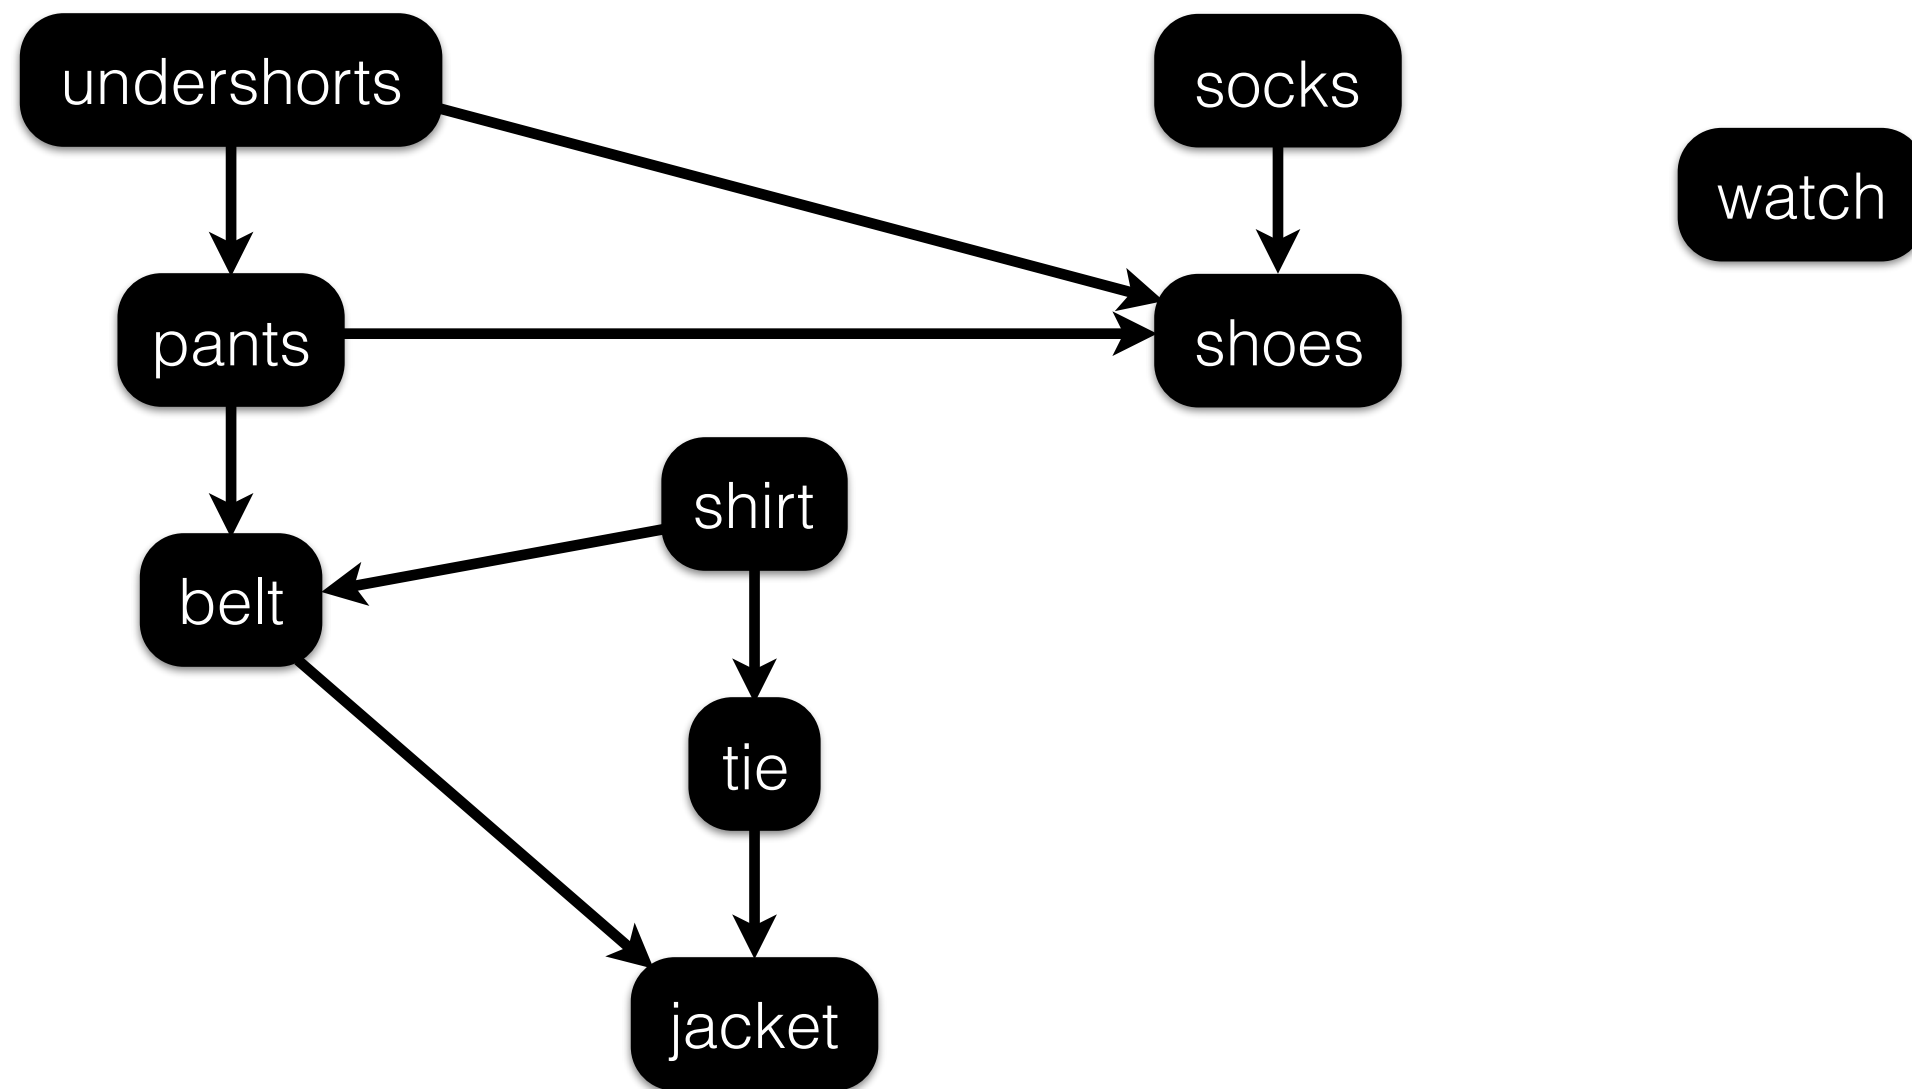 undershorts
socks
watch
pants
shoes
shirt
belt
tie
jacket